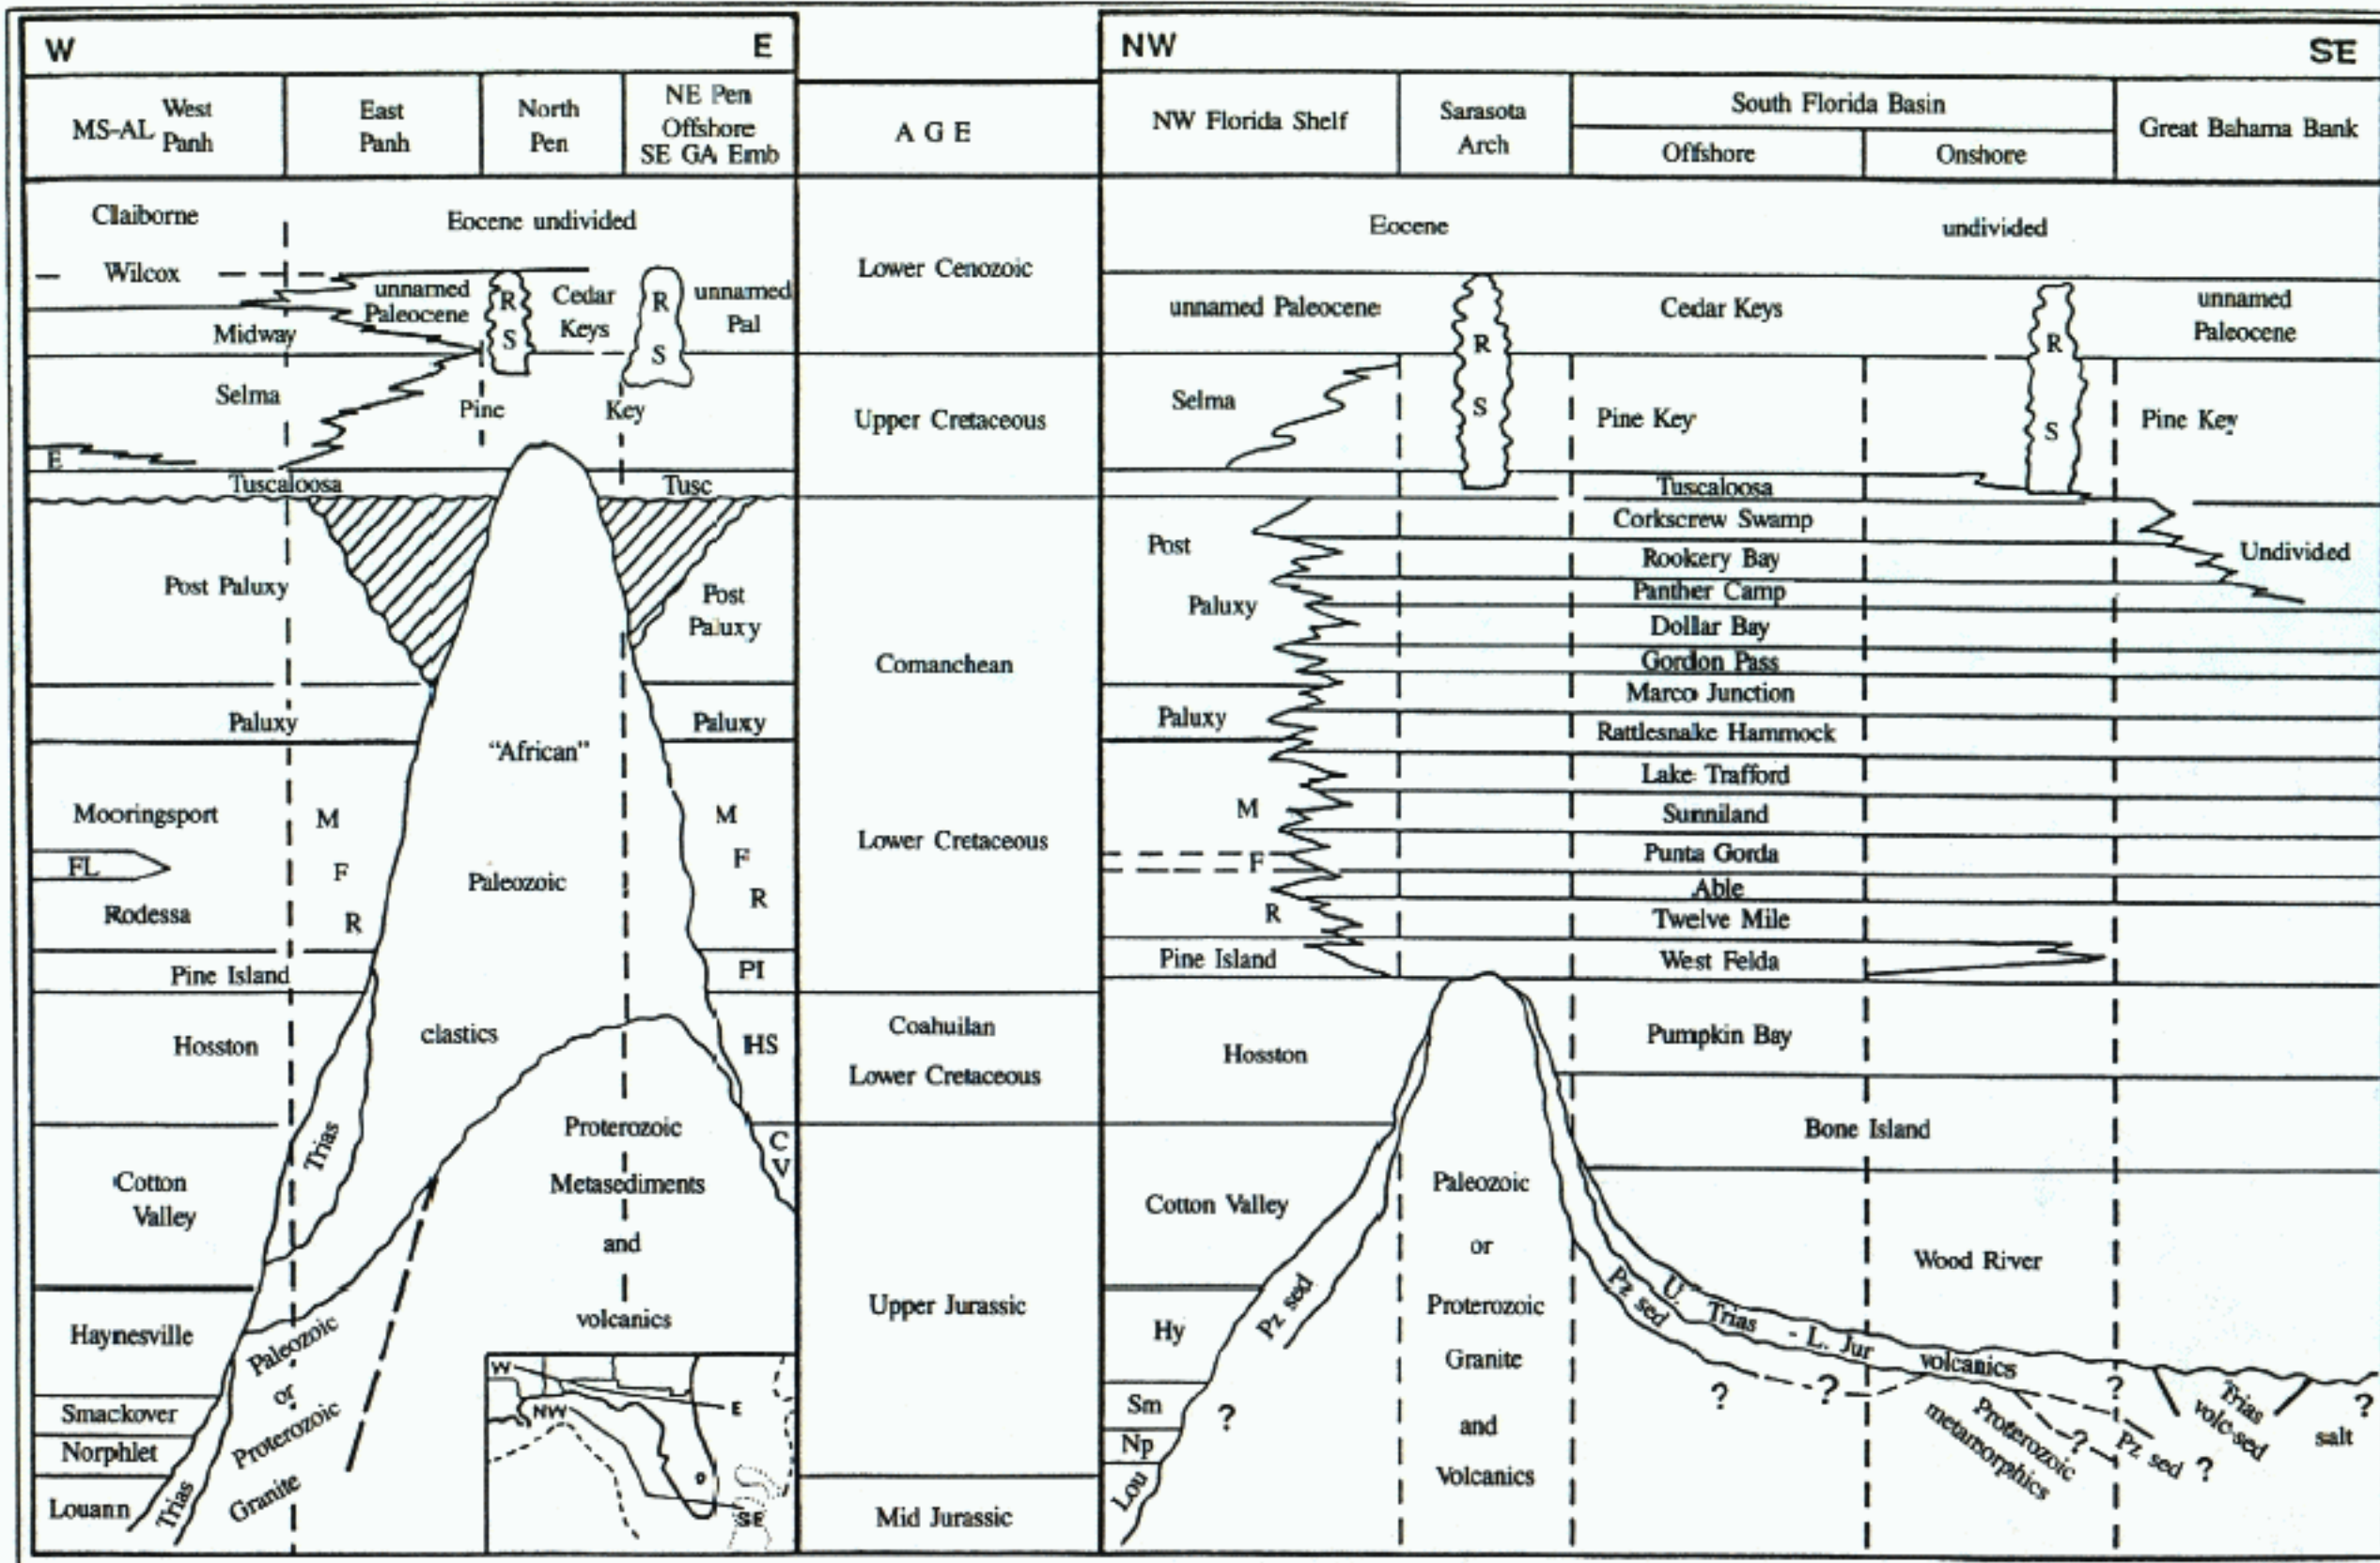 W
E
MS-AL West Panh
East Panh
North Pen
NE Pen
Offshore
SE GA Emb
Claiborne
Eocene undivided
Wilcox
unnamed
Paleocene
R
S
Cedar
Keys
R
S
unnamed
Pal
Midway
Selma
Pine
Key
E
Tuscaloosa
Tusc
Post Paluxy
Post
Paluxy
Paluxy
Paluxy
"African"
Mooringsport
M
M
FL
F
F
Paleozoic
Rodessa
R
R
Pine Island
PI
Hosston
clastics
HS
Trias
Proterozoic
C
V
Cotton
Valley
Metasediments
and
volcanics
Haynesville
Paleozoic
or
Proterozoic
Granite
Smackover
Norphlet
Louann
Trias
W
E
NW
SE
AGE
Lower Cenozoic
Upper Cretaceous
Comanchean
Lower Cretaceous
Coahuilan
Lower Cretaceous
Upper Jurassic
Mid Jurassic
NW
SE
NW Florida Shelf
Sarasota
Arch
South Florida Basin
Offshore
Onshore
Great Bahama Bank
Eocene
undivided
unnamed Paleocene
R
S
Cedar Keys
R
S
unnamed
Paleocene
Selma
Pine Key
Pine Key
Tuscaloosa
Corkscrew Swamp
Post
Paluxy
Rookery Bay
Undivided
Panther Camp
Dollar Bay
Gordon Pass
Marco Junction
Paluxy
Rattlesnake Hammock
Lake Trafford
M
Sunniland
F
Punta Gorda
Able
R
Twelve Mile
Pine Island
West Felda
Hosston
Pumpkin Bay
Bone Island
Cotton Valley
Paleozoic
or
Proterozoic
Granite
and
Volcanics
Wood River
Hy
Pz sed
Pz sed
U. Trias - L. Jur volcanics
Sm
?
?
?
?
?
Np
Lou
Proterozoic
metamorphics
?
Pz sed ?
Trias
volc-sed
salt